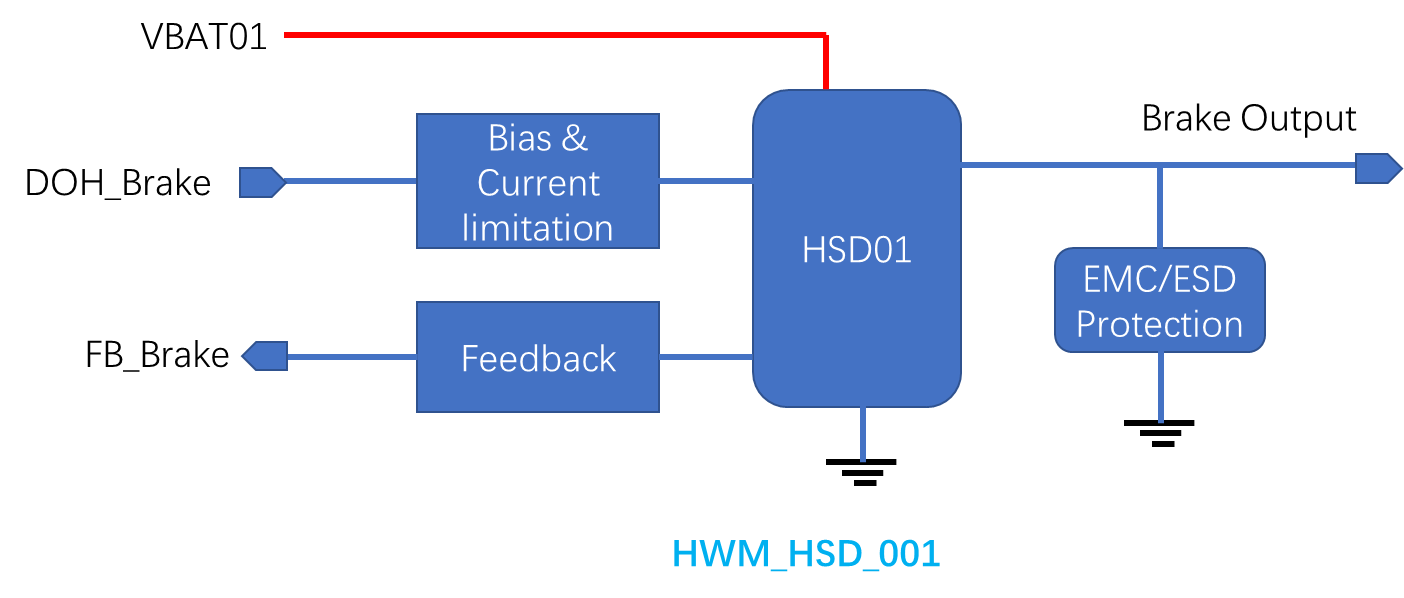 VBAT01
Brake Output
DOH_Brake
Bias &
Current
limitation
HSD01
EMC/ESD
Protection
FB_Brake
Feedback
HWM_HSD_001